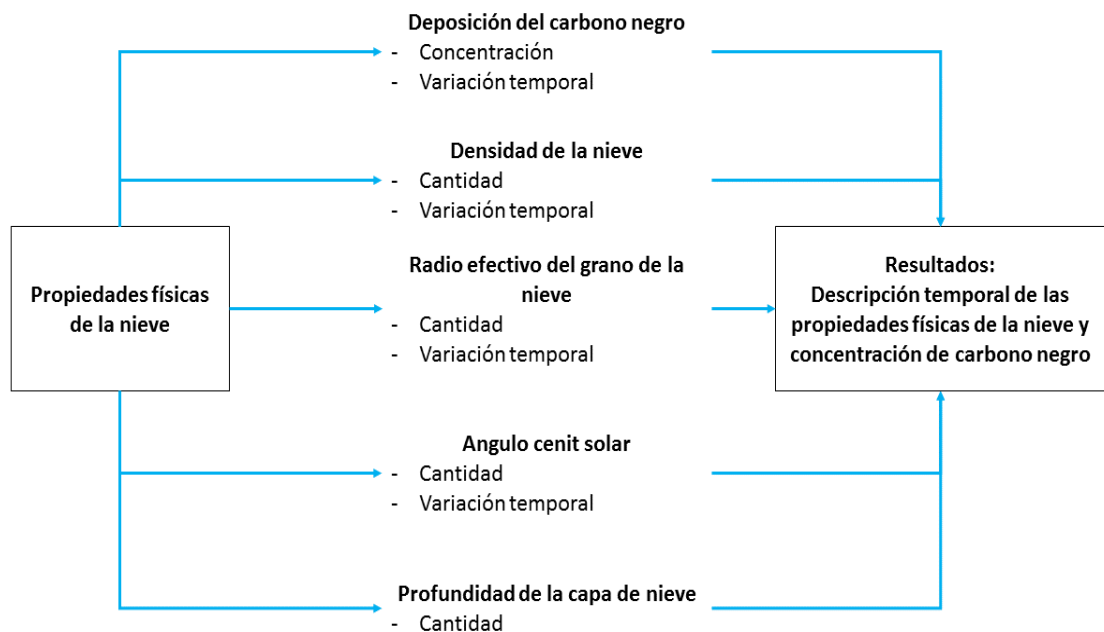 Deposición del carbono negro
- Concentración
- Variación temporal
Densidad de la nieve
- Cantidad
- Variación temporal
Propiedades físicas
de la nieve
Radio efectivo del grano de la
nieve
- Cantidad
- Variación temporal
Resultados:
Descripción temporal de las
propiedades físicas de la nieve y
concentración de carbono negro
Angulo cenit solar
- Cantidad
- Variación temporal
Profundidad de la capa de nieve
- Cantidad